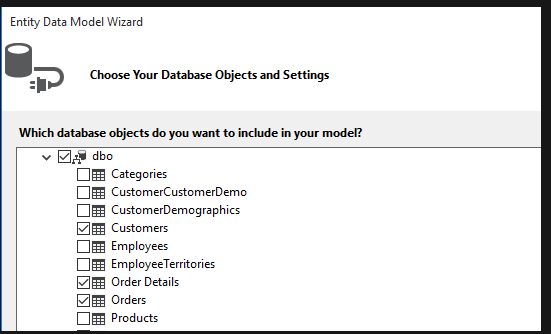 Entity Data Model Wizard
Choose Your Database Objects and Settings
Which database objects do you want to include in your model?
dbo
Categories
CustomerCustomerDemo
CustomerDemographics
Customers
Employees
EmployeeTerritories
Order Details
Orders
Products